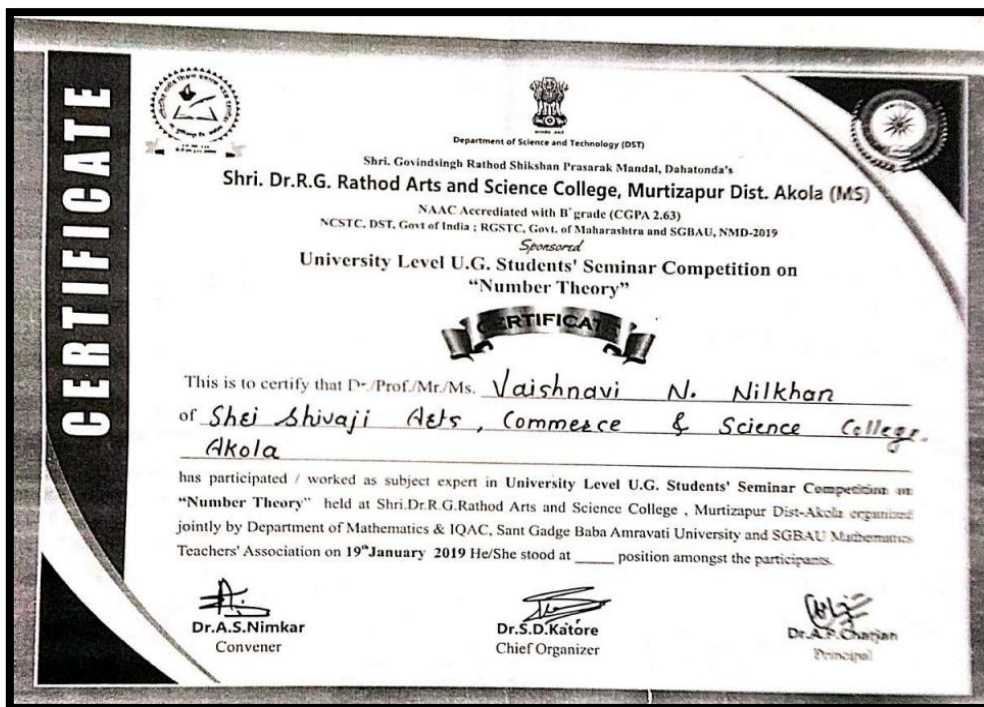 CERTIFICATE
Department of Science and Technology (DST)
Shri. Govindsingh Rathod Shikshan Prasarak Mandal, Dahatonda's
Shri. Dr.R.G. Rathod Arts and Science College, Murtizapur Dist. Akola (MS)
NAAC Accrediated with B+ grade (CGPA 2.63)
NCSTC, DST, Govt of India ; RGSTC, Govt. of Maharashtra and SGBAU, NMD-2019
Sponsored
University Level U.G. Students' Seminar Competition on
“Number Theory”
CERTIFICATE
This is to certify that Dr./Prof./Mr./Ms. Vaishnavi N. Nilkhan
of Shri Shivaji Arts, Commerce & Science College.
Akola
has participated / worked as subject expert in University Level U.G. Students' Seminar Competition on
“Number Theory” held at Shri.Dr.R.G.Rathod Arts and Science College , Murtizapur Dist-Akola organized
jointly by Department of Mathematics & IQAC, Sant Gadge Baba Amravati University and SGBAU Mathematics
Teachers' Association on 19th January 2019 He/She stood at _____ position amongst the participants.
Dr.A.S.Nimkar
Convener
Dr.S.D.Katore
Chief Organizer
Dr.A.P.Charjan
Principal